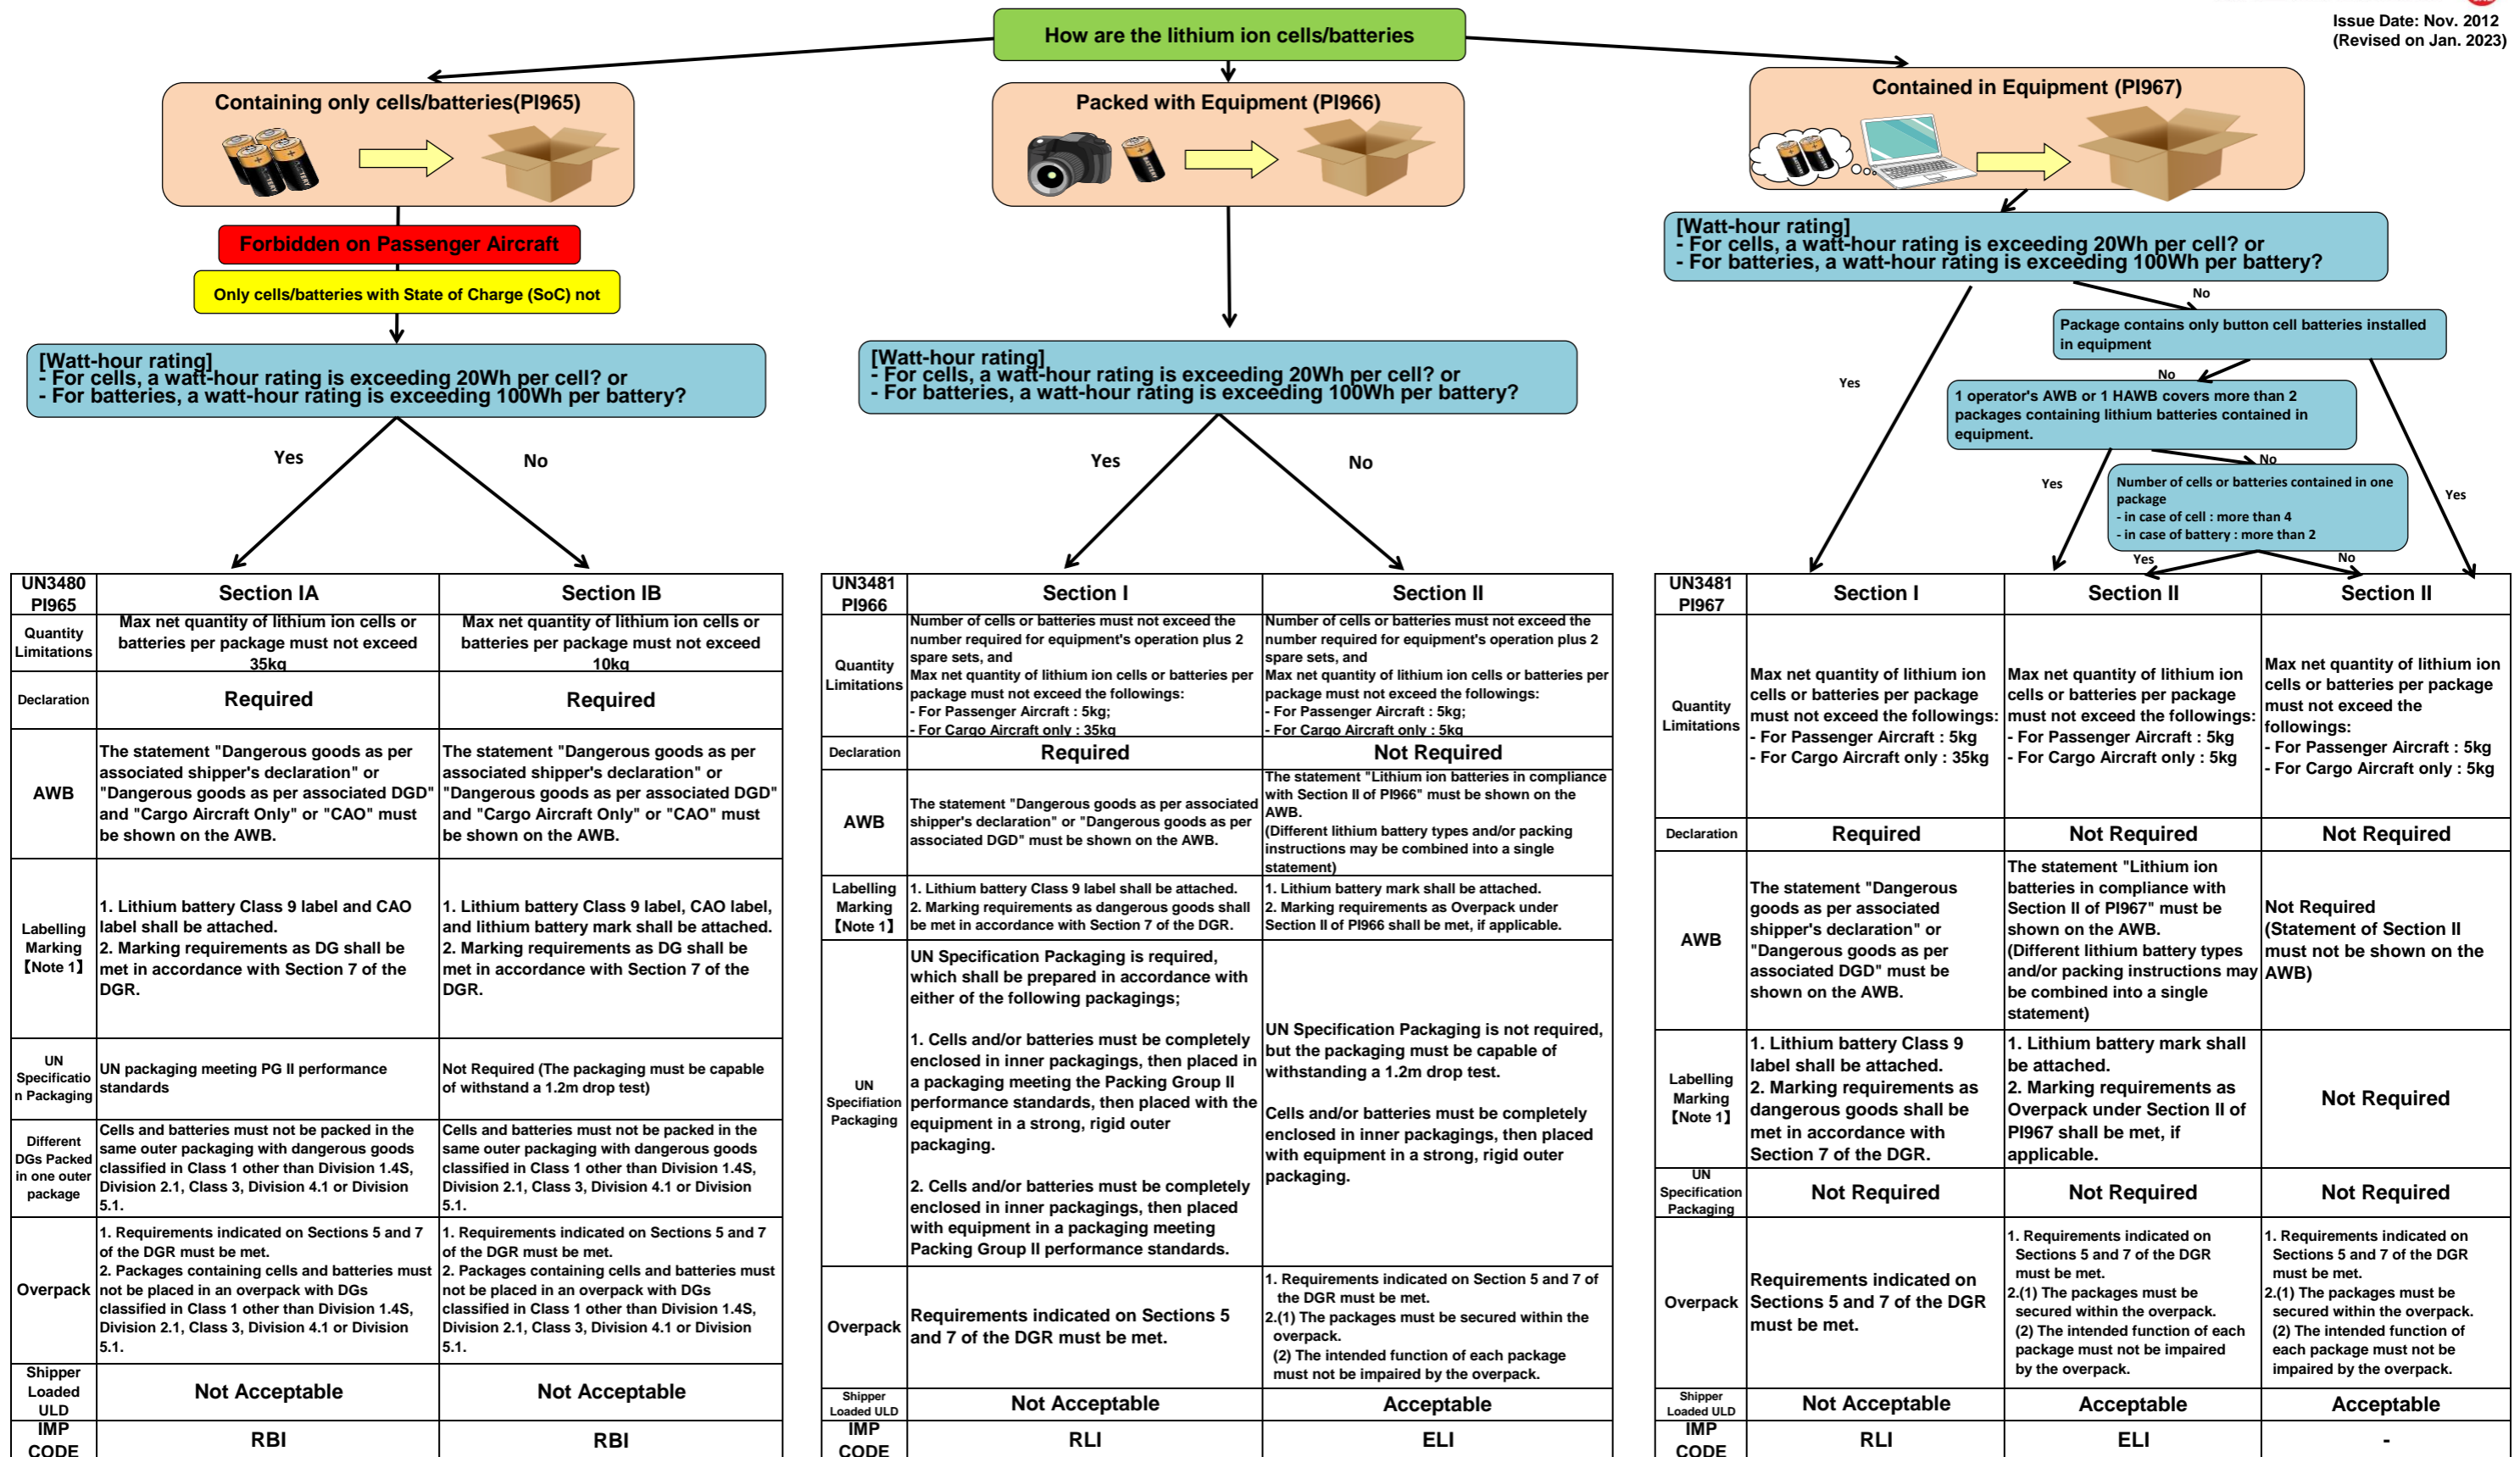 Issue Date: Nov. 2012
(Revised on Jan. 2023)
How are the lithium ion cells/batteries
Containing only cells/batteries(PI965)
Packed with Equipment (PI966)
Contained in Equipment (PI967)
Forbidden on Passenger Aircraft
Only cells/batteries with State of Charge (SoC) not
[Watt-hour rating]
- For cells, a watt-hour rating is exceeding 20Wh per cell? or
- For batteries, a watt-hour rating is exceeding 100Wh per battery?
Yes
No
[Watt-hour rating]
- For cells, a watt-hour rating is exceeding 20Wh per cell? or
- For batteries, a watt-hour rating is exceeding 100Wh per battery?
Yes
No
[Watt-hour rating]
- For cells, a watt-hour rating is exceeding 20Wh per cell? or
- For batteries, a watt-hour rating is exceeding 100Wh per battery?
No
Package contains only button cell batteries installed
in equipment
Yes
No
1 operator's AWB or 1 HAWB covers more than 2
packages containing lithium batteries contained in
equipment.
No
Yes
Number of cells or batteries contained in one
package
- in case of cell : more than 4
- in case of battery : more than 2
Yes
Yes
No
UN3480
PI965
Section IA
Section IB
Quantity
Limitations
Max net quantity of lithium ion cells or
batteries per package must not exceed
35kg
Max net quantity of lithium ion cells or
batteries per package must not exceed
10kg
Declaration
Required
Required
AWB
The statement "Dangerous goods as per
associated shipper's declaration" or
"Dangerous goods as per associated DGD"
and "Cargo Aircraft Only" or "CAO" must
be shown on the AWB.
The statement "Dangerous goods as per
associated shipper's declaration" or
"Dangerous goods as per associated DGD"
and "Cargo Aircraft Only" or "CAO" must
be shown on the AWB.
Labelling
Marking
【Note 1】
1. Lithium battery Class 9 label and CAO
label shall be attached.
2. Marking requirements as DG shall be
met in accordance with Section 7 of the
DGR.
1. Lithium battery Class 9 label, CAO label,
and lithium battery mark shall be attached.
2. Marking requirements as DG shall be
met in accordance with Section 7 of the
DGR.
UN
Specificatio
n Packaging
UN packaging meeting PG II performance
standards
Not Required (The packaging must be capable
of withstand a 1.2m drop test)
Different
DGs Packed
in one outer
package
Cells and batteries must not be packed in the
same outer packaging with dangerous goods
classified in Class 1 other than Division 1.4S,
Division 2.1, Class 3, Division 4.1 or Division
5.1.
Cells and batteries must not be packed in the
same outer packaging with dangerous goods
classified in Class 1 other than Division 1.4S,
Division 2.1, Class 3, Division 4.1 or Division
5.1.
Overpack
1. Requirements indicated on Sections 5 and 7
of the DGR must be met.
2. Packages containing cells and batteries must
not be placed in an overpack with DGs
classified in Class 1 other than Division 1.4S,
Division 2.1, Class 3, Division 4.1 or Division
5.1.
1. Requirements indicated on Sections 5 and 7
of the DGR must be met.
2. Packages containing cells and batteries must
not be placed in an overpack with DGs
classified in Class 1 other than Division 1.4S,
Division 2.1, Class 3, Division 4.1 or Division
5.1.
Shipper
Loaded
ULD
Not Acceptable
Not Acceptable
IMP
CODE
RBI
RBI
UN3481
PI966
Section I
Section II
Quantity
Limitations
Number of cells or batteries must not exceed the
number required for equipment's operation plus 2
spare sets, and
Max net quantity of lithium ion cells or batteries per
package must not exceed the followings:
- For Passenger Aircraft : 5kg;
- For Cargo Aircraft only : 35kg
Number of cells or batteries must not exceed the
number required for equipment's operation plus 2
spare sets, and
Max net quantity of lithium ion cells or batteries per
package must not exceed the followings:
- For Passenger Aircraft : 5kg;
- For Cargo Aircraft only : 5kg
Declaration
Required
Not Required
AWB
The statement "Dangerous goods as per associated
shipper's declaration" or "Dangerous goods as per
associated DGD" must be shown on the AWB.
The statement "Lithium ion batteries in compliance
with Section II of PI966" must be shown on the
AWB.
(Different lithium battery types and/or packing
instructions may be combined into a single
statement)
Labelling
Marking
【Note 1】
1. Lithium battery Class 9 label shall be attached.
2. Marking requirements as dangerous goods shall
be met in accordance with Section 7 of the DGR.
1. Lithium battery mark shall be attached.
2. Marking requirements as Overpack under
Section II of PI966 shall be met, if applicable.
UN
Specifiation
Packaging
UN Specification Packaging is required,
which shall be prepared in accordance with
either of the following packagings;
1. Cells and/or batteries must be completely
enclosed in inner packagings, then placed in
a packaging meeting the Packing Group II
performance standards, then placed with the
equipment in a strong, rigid outer
packaging.
2. Cells and/or batteries must be completely
enclosed in inner packagings, then placed
with equipment in a packaging meeting
Packing Group II performance standards.
UN Specification Packaging is not required,
but the packaging must be capable of
withstanding a 1.2m drop test.
Cells and/or batteries must be completely
enclosed in inner packagings, then placed
with equipment in a strong, rigid outer
packaging.
Overpack
Requirements indicated on Sections 5
and 7 of the DGR must be met.
1. Requirements indicated on Section 5 and 7 of
the DGR must be met.
2.(1) The packages must be secured within the
overpack.
(2) The intended function of each package
must not be impaired by the overpack.
Shipper
Loaded ULD
Not Acceptable
Acceptable
IMP
CODE
RLI
ELI
UN3481
PI967
Section I
Section II
Section II
Quantity
Limitations
Max net quantity of lithium ion
cells or batteries per package
must not exceed the followings:
- For Passenger Aircraft : 5kg
- For Cargo Aircraft only : 35kg
Max net quantity of lithium ion
cells or batteries per package
must not exceed the followings:
- For Passenger Aircraft : 5kg
- For Cargo Aircraft only : 5kg
Max net quantity of lithium ion
cells or batteries per package
must not exceed the
followings:
- For Passenger Aircraft : 5kg
- For Cargo Aircraft only : 5kg
Declaration
Required
Not Required
Not Required
AWB
The statement "Dangerous
goods as per associated
shipper's declaration" or
"Dangerous goods as per
associated DGD" must be
shown on the AWB.
The statement "Lithium ion
batteries in compliance with
Section II of PI967" must be
shown on the AWB.
(Different lithium battery types
and/or packing instructions may
be combined into a single
statement)
Not Required
(Statement of Section II
must not be shown on the
AWB)
Labelling
Marking
【Note 1】
1. Lithium battery Class 9
label shall be attached.
2. Marking requirements as
dangerous goods shall be
met in accordance with
Section 7 of the DGR.
1. Lithium battery mark shall
be attached.
2. Marking requirements as
Overpack under Section II of
PI967 shall be met, if
applicable.
Not Required
UN
Specification
Packaging
Not Required
Not Required
Not Required
Overpack
Requirements indicated on
Sections 5 and 7 of the DGR
must be met.
1. Requirements indicated on
Sections 5 and 7 of the DGR
must be met.
2.(1) The packages must be
secured within the overpack.
(2) The intended function of each
package must not be impaired
by the overpack.
1. Requirements indicated on
Sections 5 and 7 of the DGR
must be met.
2.(1) The packages must be
secured within the overpack.
(2) The intended function of
each package must not be
impaired by the overpack.
Shipper
Loaded ULD
Not Acceptable
Acceptable
Acceptable
IMP
CODE
RLI
ELI
-